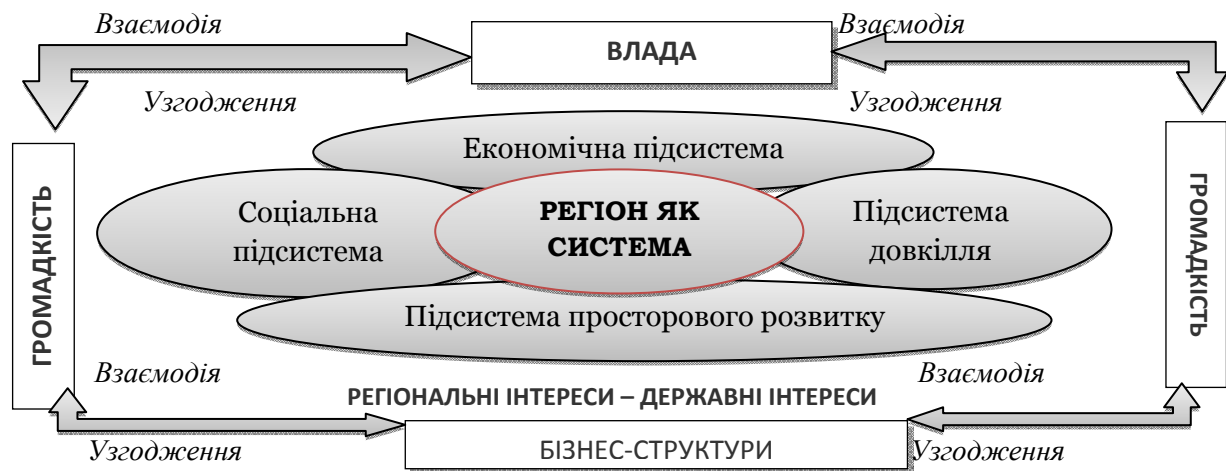 Взаємодія
Взаємодія
ВЛАДА
Узгодження
Узгодження
Економічна підсистема
ГРОМАДКІСТЬ
Соціальна
підсистема
РЕГІОН ЯК
СИСТЕМА
Підсистема
довкілля
ГРОМАДКІСТЬ
Підсистема просторового розвитку
Взаємодія
Взаємодія
РЕГІОНАЛЬНІ ІНТЕРЕСИ – ДЕРЖАВНІ ІНТЕРЕСИ
Узгодження
БІЗНЕС-СТРУКТУРИ
Узгодження